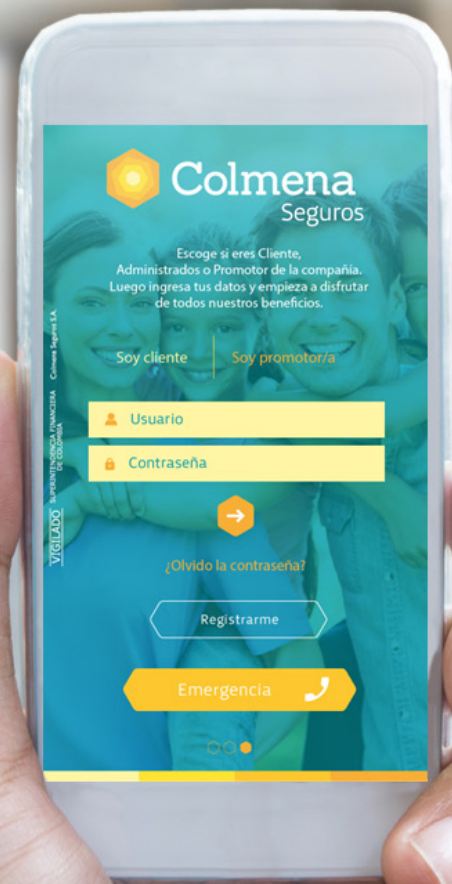 Colmena
Seguros
Escoge si eres Cliente,
Administrados o Promotor de la compañía.
Luego ingresa tus datos y empieza a disfrutar
de todos nuestros beneficios.
Soy cliente
Soy promotor/a
Usuario
Contraseña
¿Olvido la contraseña?
Registrarme
Emergencia
VIGILADO SUPERINTENDENCIA FINANCIERA
DE COLOMBIA
Colmena Seguros S.A.